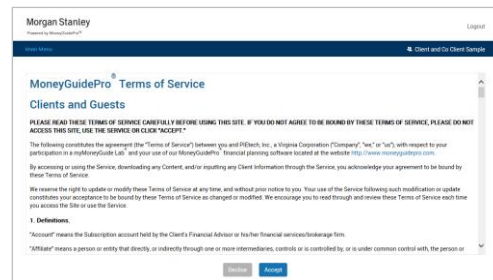 Morgan Stanley
Powered by MoneyGuidePro®
Logout
Main Menu
Client and Co Client Sample
MoneyGuidePro® Terms of Service
Clients and Guests
PLEASE READ THESE TERMS OF SERVICE CAREFULLY BEFORE USING THIS SITE. IF YOU DO NOT AGREE TO BE BOUND BY THESE TERMS OF SERVICE, PLEASE DO NOT
ACCESS THIS SITE, USE THE SERVICE OR CLICK "ACCEPT."
The following constitutes the agreement (the "Terms of Service") between you and PIEtech, Inc., a Virginia Corporation ("Company", "we," or "us"), with respect to your
participation in a myMoneyGuide Lab® and your use of our MoneyGuidePro® financial planning software located at the website http://www.moneyguidepro.com.
By accessing or using the Service, downloading any Content, and/or inputting any Client Information through the Service, you acknowledge your agreement to be bound by
these Terms of Service.
We reserve the right to update or modify these Terms of Service at any time, and without prior notice to you. Your use of the Service following such modification or update
constitutes your acceptance to be bound by these Terms of Service as changed or modified. We encourage you to read through and review these Terms of Service each time
you access the Site or use the Service.
1. Definitions.
"Account" means the Subscription account held by the Client's Financial Advisor or his/her financial services/brokerage firm.
"Affiliate" means a person or entity that directly, or indirectly through one or more intermediaries, controls or is controlled by, or is under common control with, the person or
Decline
Accept